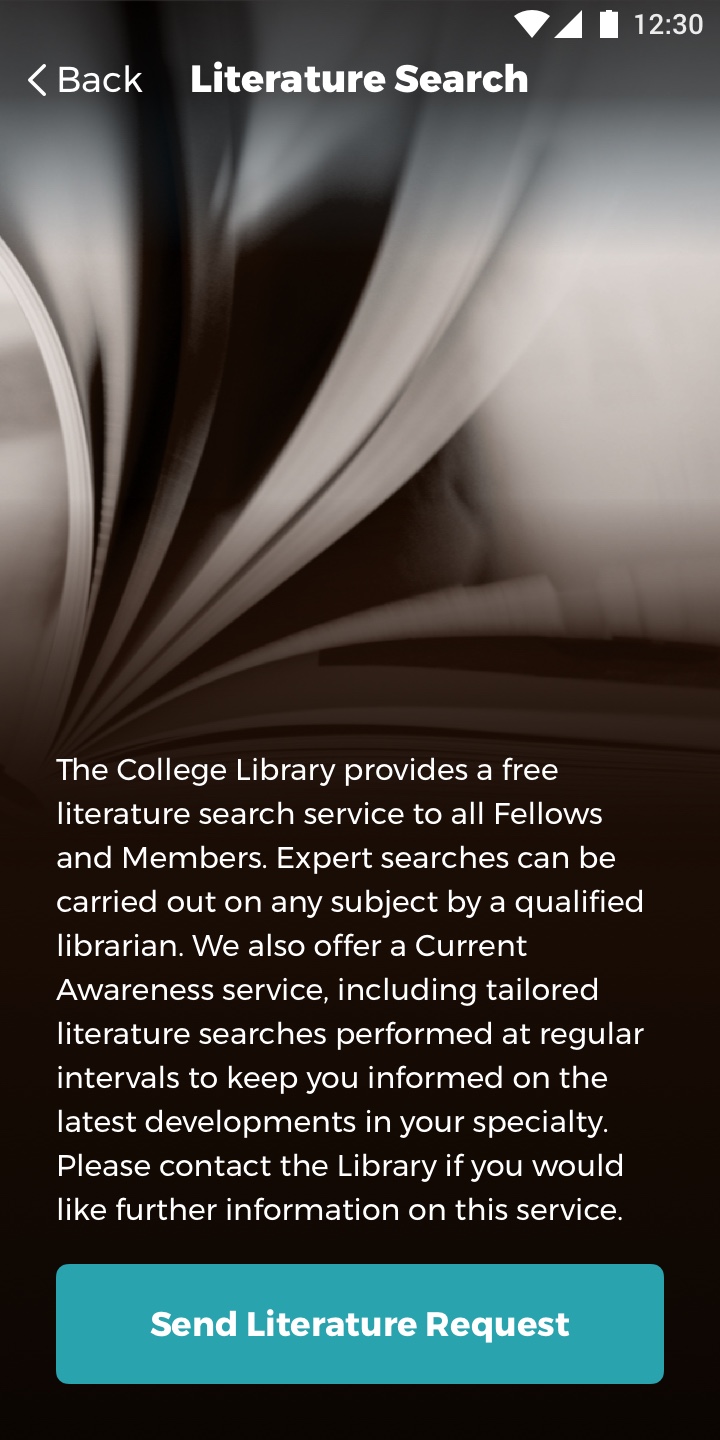 12:30
Back
Literature Search
The College Library provides a free
literature search service to all Fellows
and Members. Expert searches can be
carried out on any subject by a qualified
librarian. We also offer a Current
Awareness service, including tailored
literature searches performed at regular
intervals to keep you informed on the
latest developments in your specialty.
Please contact the Library if you would
like further information on this service.
Send Literature Request